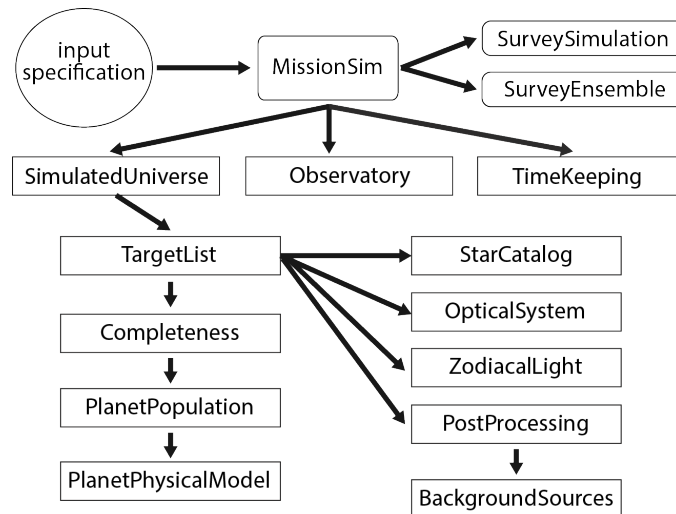 input
specification
MissionSim
SurveySimulation
SurveyEnsemble
SimulatedUniverse
Observatory
TimeKeeping
TargetList
StarCatalog
Completeness
OpticalSystem
ZodiacalLight
PlanetPopulation
PostProcessing
PlanetPhysicalModel
BackgroundSources